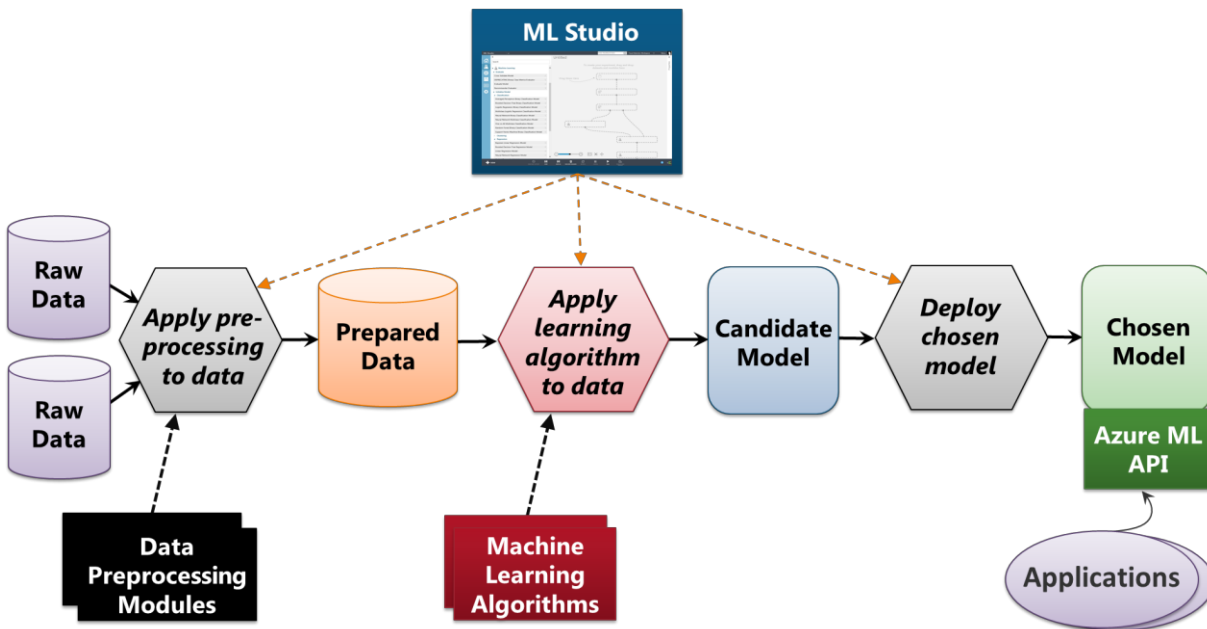 ML Studio
Raw
Data
Raw
Data
Apply pre-
processing
to data
Prepared
Data
Apply
learning
algorithm
to data
Candidate
Model
Deploy
chosen
model
Chosen
Model
Azure ML
API
Data
Preprocessing
Modules
Machine
Learning
Algorithms
Applications